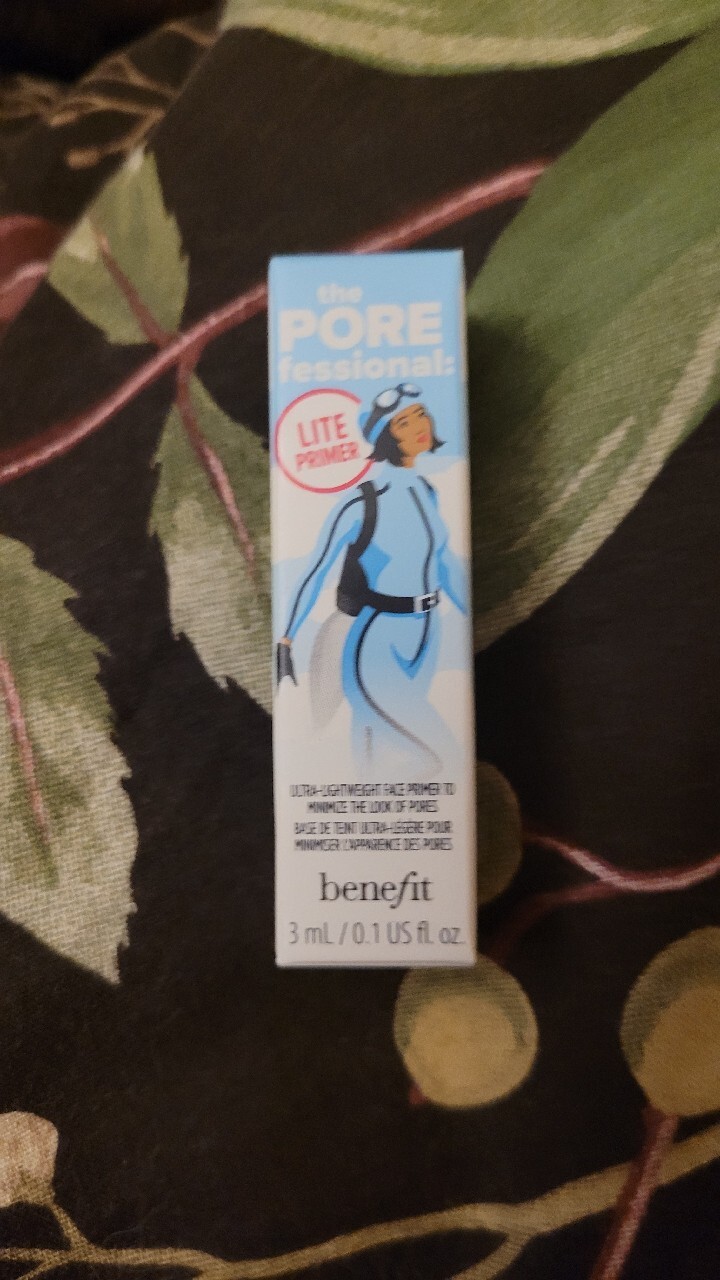 the
PORE
fessional:
LITE
PRIMER
ULTRA-LIGHTWEIGHT FACE PRIMER TO
MINIMIZE THE LOOK OF PORES
BASE DE TEINT ULTRA-LÉGÈRE POUR
MINIMISER L'APPARENCE DES PORES
benefit
3 mL / 0.1 US fl. oz.